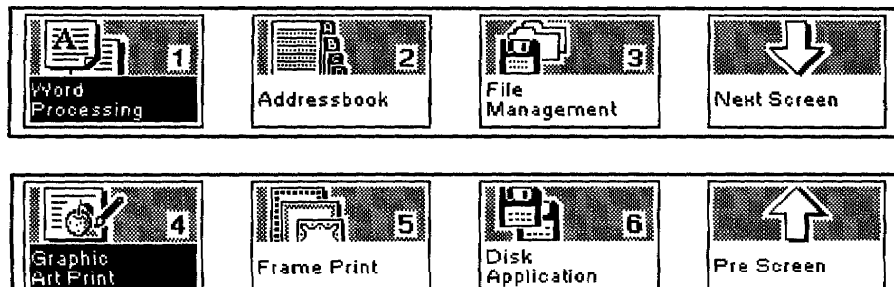 A
1
Word
Processing
2
Addressbook
3
File
Management
Next Screen
4
Graphic
Art Print
5
Frame Print
6
Disk
Application
Pre Screen